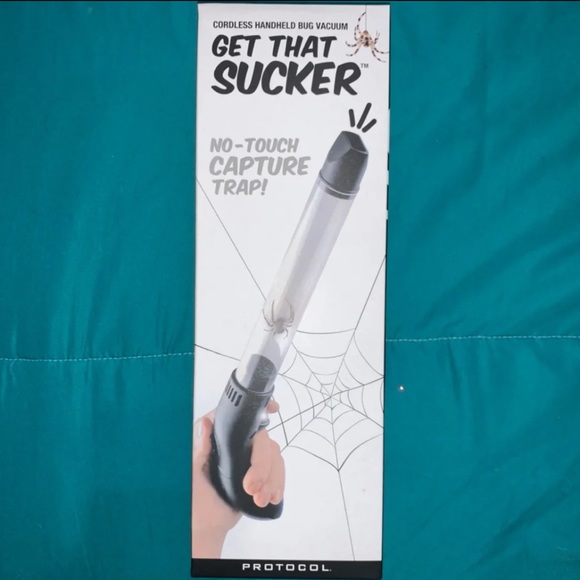 CORDLESS HANDHELD BUG VACUUM
GET THAT
SUCKER™
NO-TOUCH
CAPTURE
TRAP!
PROTOCOL